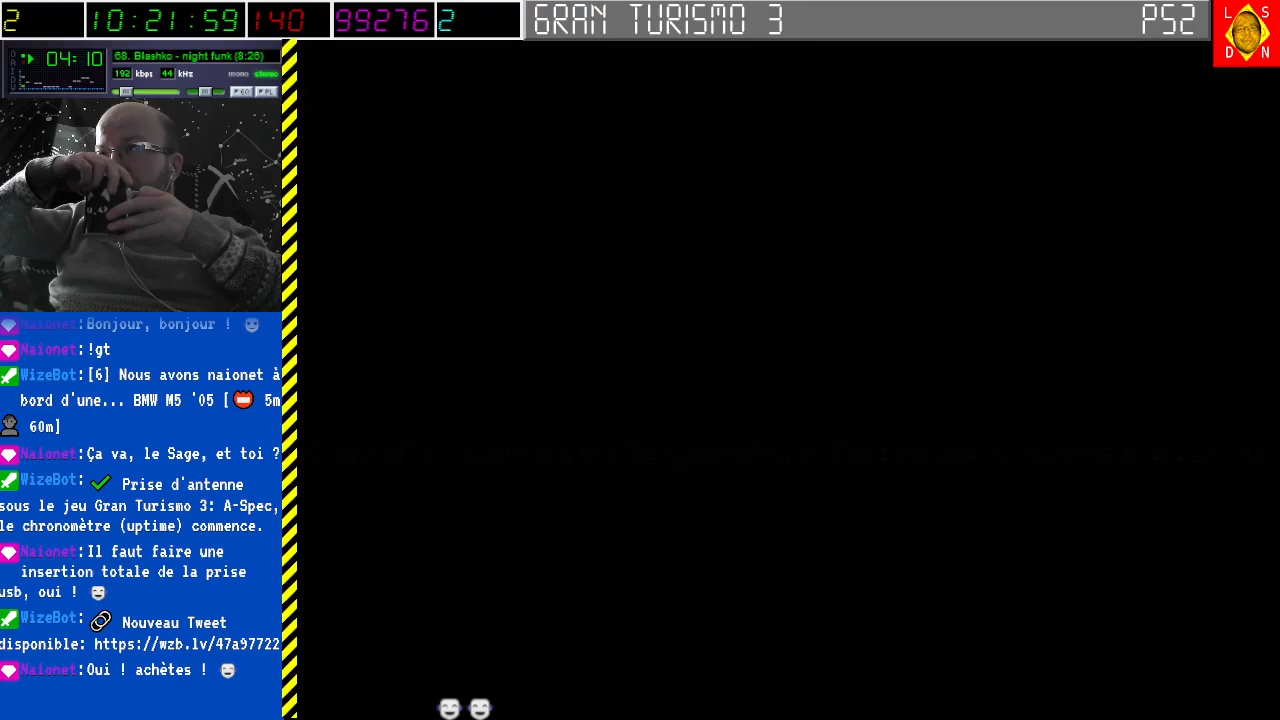 2 10:21:59 140 99276 2 GRAN TURISMO 3 PS2
L S
D N
04:10 68. Blashko - night funk (8:26)
192 kbps 44 kHz mono stereo
EQ PL
Naionet: Bonjour, bonjour !
Naionet: !gt
WizeBot: [6] Nous avons naionet à
bord d'une... BMW M5 '05 [ 5m
60m]
Naionet: Ça va, le Sage, et toi ?
WizeBot: Prise d'antenne
sous le jeu Gran Turismo 3: A-Spec,
le chronomètre (uptime) commence.
Naionet: Il faut faire une
insertion totale de la prise
usb, oui !
WizeBot: Nouveau Tweet
disponible: https://wzb.lv/47a97722
Naionet: Oui ! achètes !